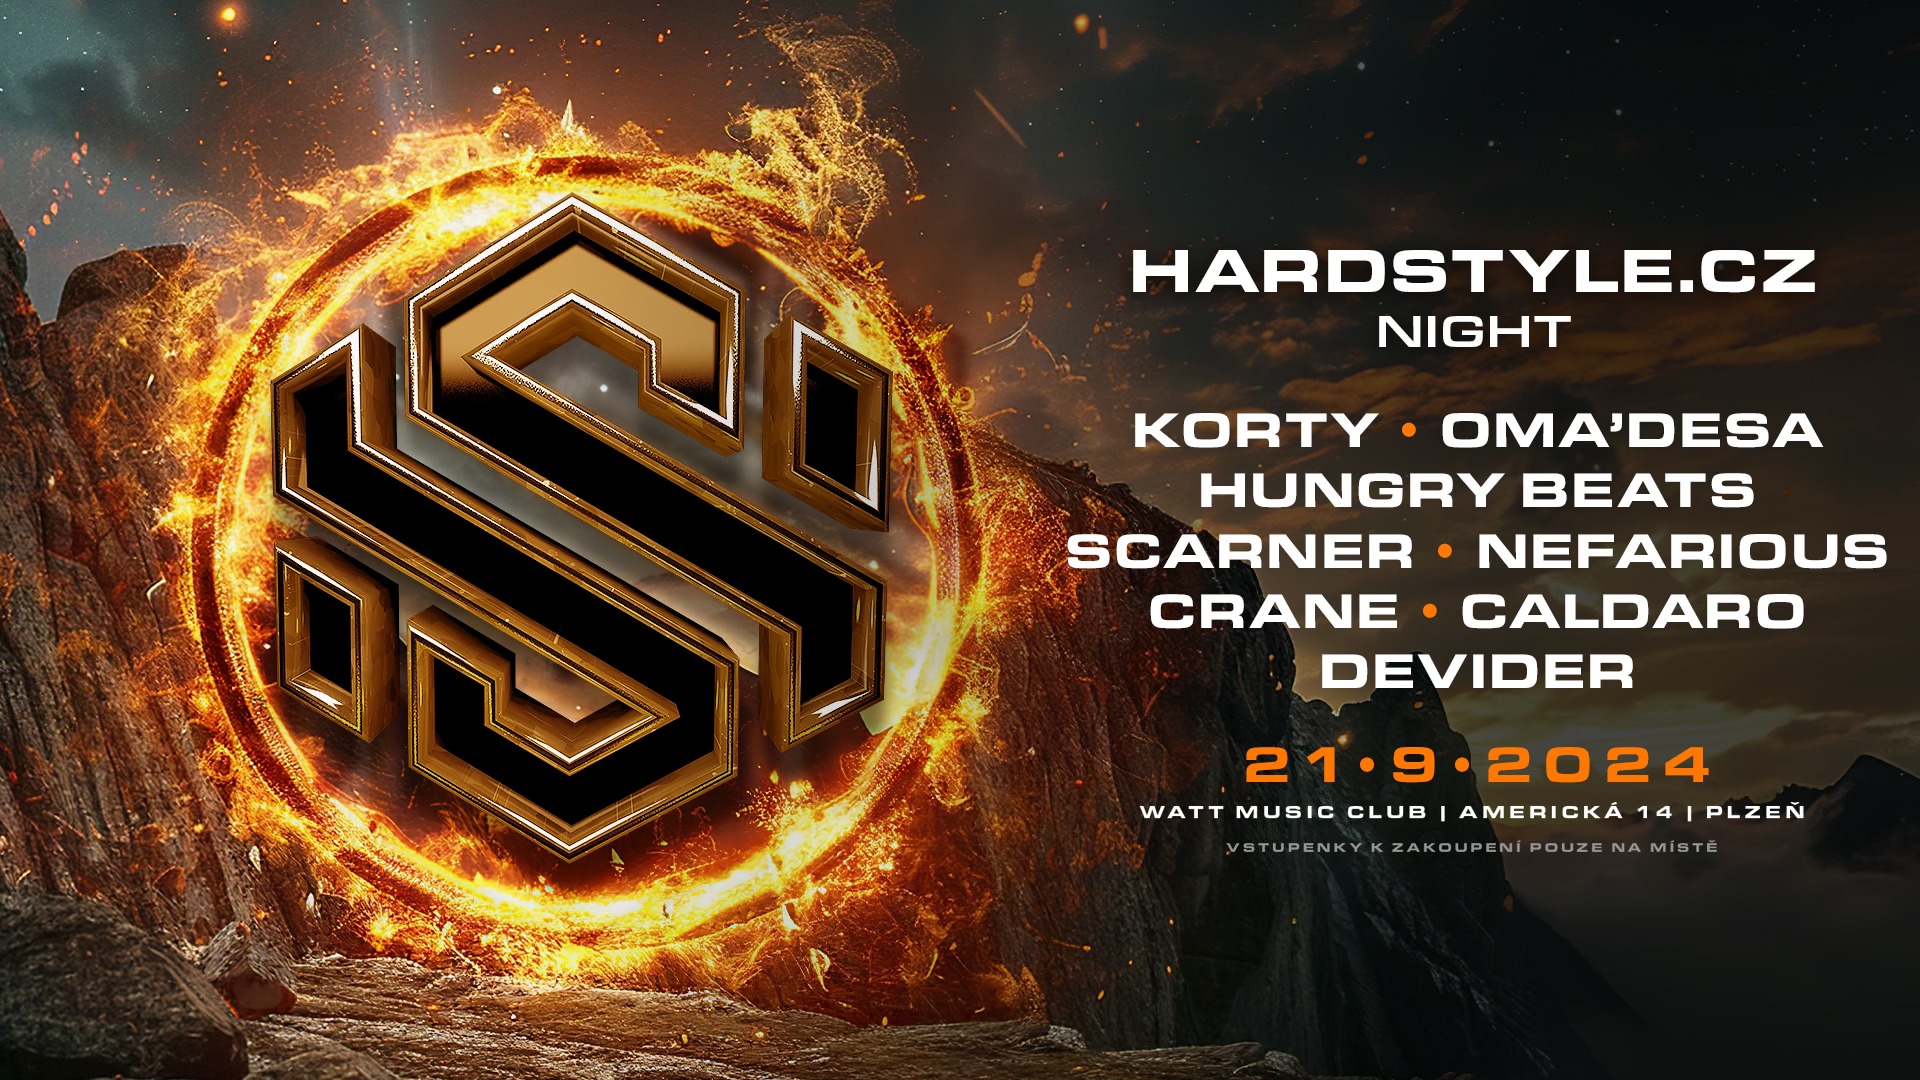 HARDSTYLE.CZ
NIGHT
KORTY • OMA'DESA
HUNGRY BEATS
SCARNER • NEFARIOUS
CRANE • CALDARO
DEVIDER
21•9•2024
WATT MUSIC CLUB | AMERICKÁ 14 | PLZEŇ
VSTUPENKY K ZAKOUPENÍ POUZE NA MÍSTĚ